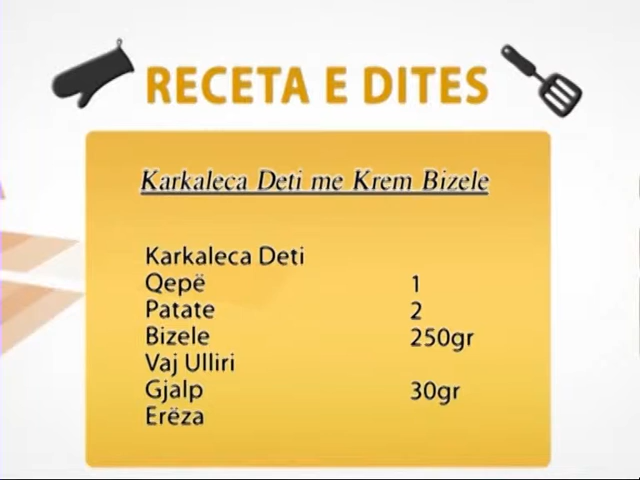 RECETA E DITES
Karkaleca Deti me Krem Bizele
Karkaleca Deti
Qepë 1
Patate 2
Bizele 250gr
Vaj Ulliri
Gjalp 30gr
Erëza